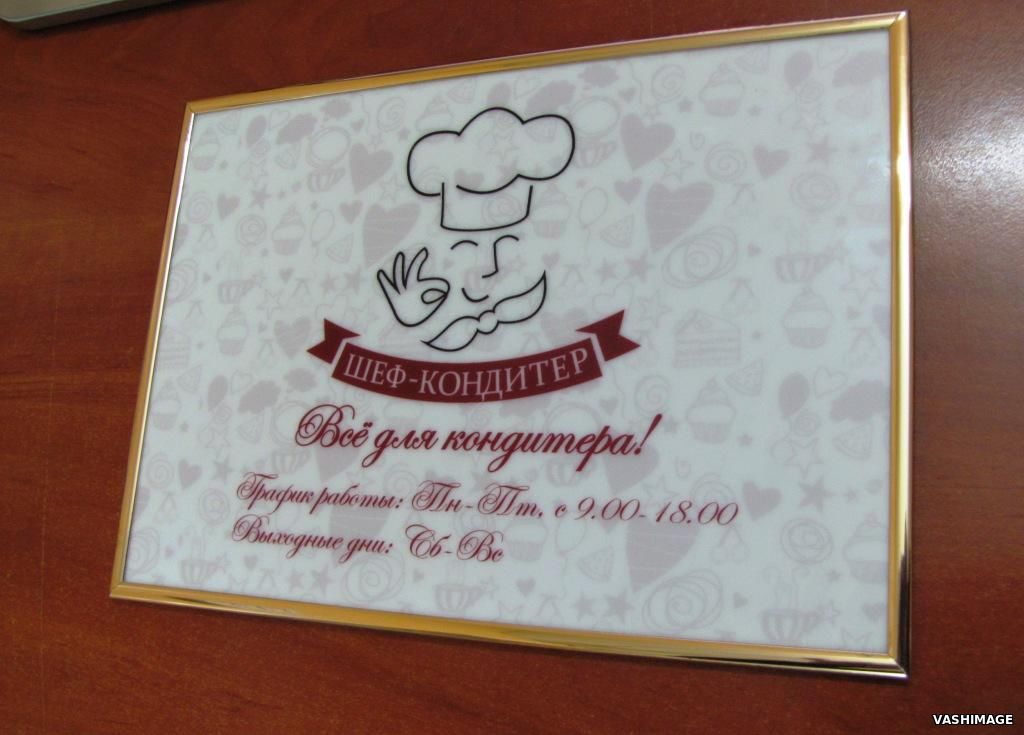 ШЕФ-КОНДИТЕР
Всё для кондитера!
График работы: Пн-Пт. с 9.00-18.00
Выходные дни: Сб-Вс
VASHIMAGE